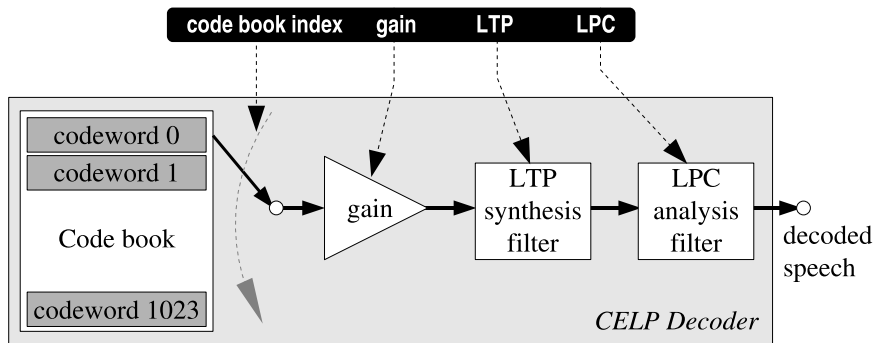 code book index gain LTP LPC
codeword 0
codeword 1
Code book
codeword 1023
gain
LTP
synthesis
filter
LPC
analysis
filter
decoded
speech
CELP Decoder